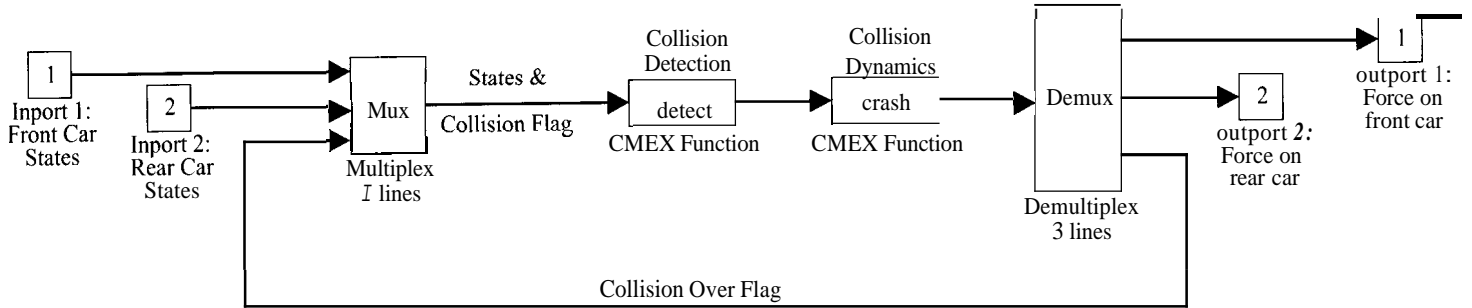 1
Inport 1:
Front Car
States
2
Inport 2:
Rear Car
States
Mux
Multiplex
I lines
States &
Collision Flag
Collision
Detection
detect
CMEX Function
Collision
Dynamics
crash
CMEX Function
Demux
Demultiplex
3 lines
1
outport 1:
Force on
front car
2
outport 2:
Force on
rear car
Collision Over Flag